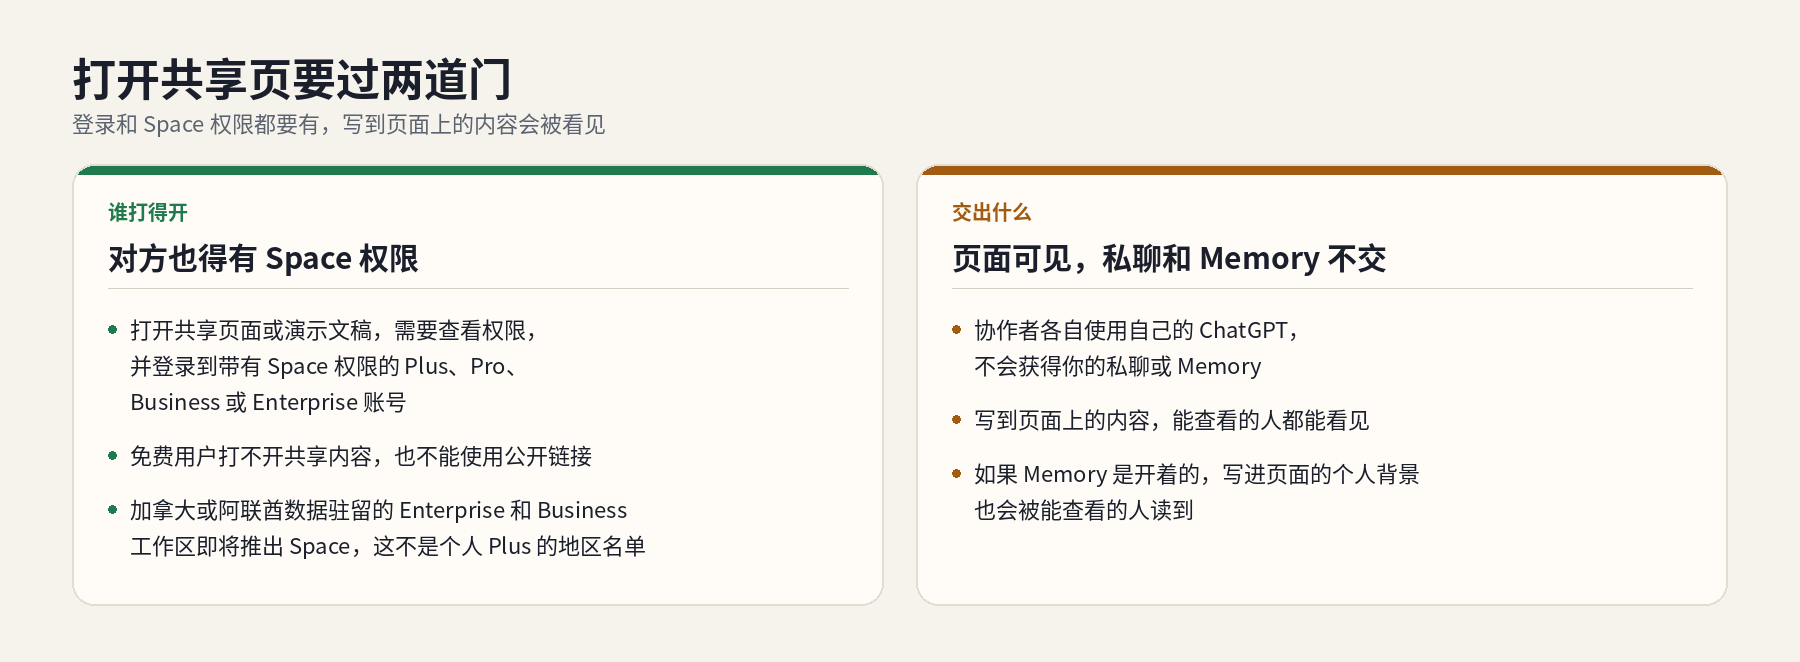 打开共享页要过两道门
登录和 Space 权限都要有，写到页面上的内容会被看见
谁打得开
对方也得有 Space 权限
打开共享页面或演示文稿，需要查看权限，
并登录到带有 Space 权限的 Plus、Pro、
Business 或 Enterprise 账号
免费用户打不开共享内容，也不能使用公开链接
加拿大或阿联酋数据驻留的 Enterprise 和 Business
工作区即将推出 Space，这不是个人 Plus 的地区名单
交出什么
页面可见，私聊和 Memory 不交
协作者各自使用自己的 ChatGPT，
不会获得你的私聊或 Memory
写到页面上的内容，能查看的人都能看见
如果 Memory 是开着的，写进页面的个人背景
也会被能查看的人读到